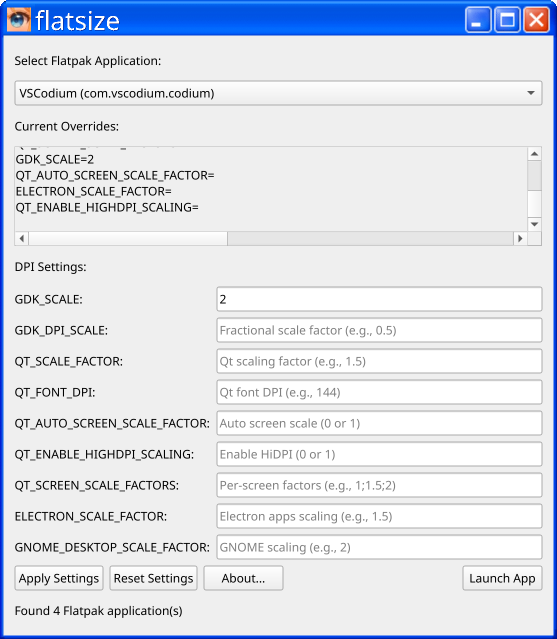 flatsize
Select Flatpak Application:
VSCodium (com.vscodium.codium)
Current Overrides:
GDK_SCALE=2
QT_AUTO_SCREEN_SCALE_FACTOR=
ELECTRON_SCALE_FACTOR=
QT_ENABLE_HIGHDPI_SCALING=
DPI Settings:
GDK_SCALE: 2
GDK_DPI_SCALE: Fractional scale factor (e.g., 0.5)
QT_SCALE_FACTOR: Qt scaling factor (e.g., 1.5)
QT_FONT_DPI: Qt font DPI (e.g., 144)
QT_AUTO_SCREEN_SCALE_FACTOR: Auto screen scale (0 or 1)
QT_ENABLE_HIGHDPI_SCALING: Enable HiDPI (0 or 1)
QT_SCREEN_SCALE_FACTORS: Per-screen factors (e.g., 1;1.5;2)
ELECTRON_SCALE_FACTOR: Electron apps scaling (e.g., 1.5)
GNOME_DESKTOP_SCALE_FACTOR: GNOME scaling (e.g., 2)
Apply Settings Reset Settings About... Launch App
Found 4 Flatpak application(s)